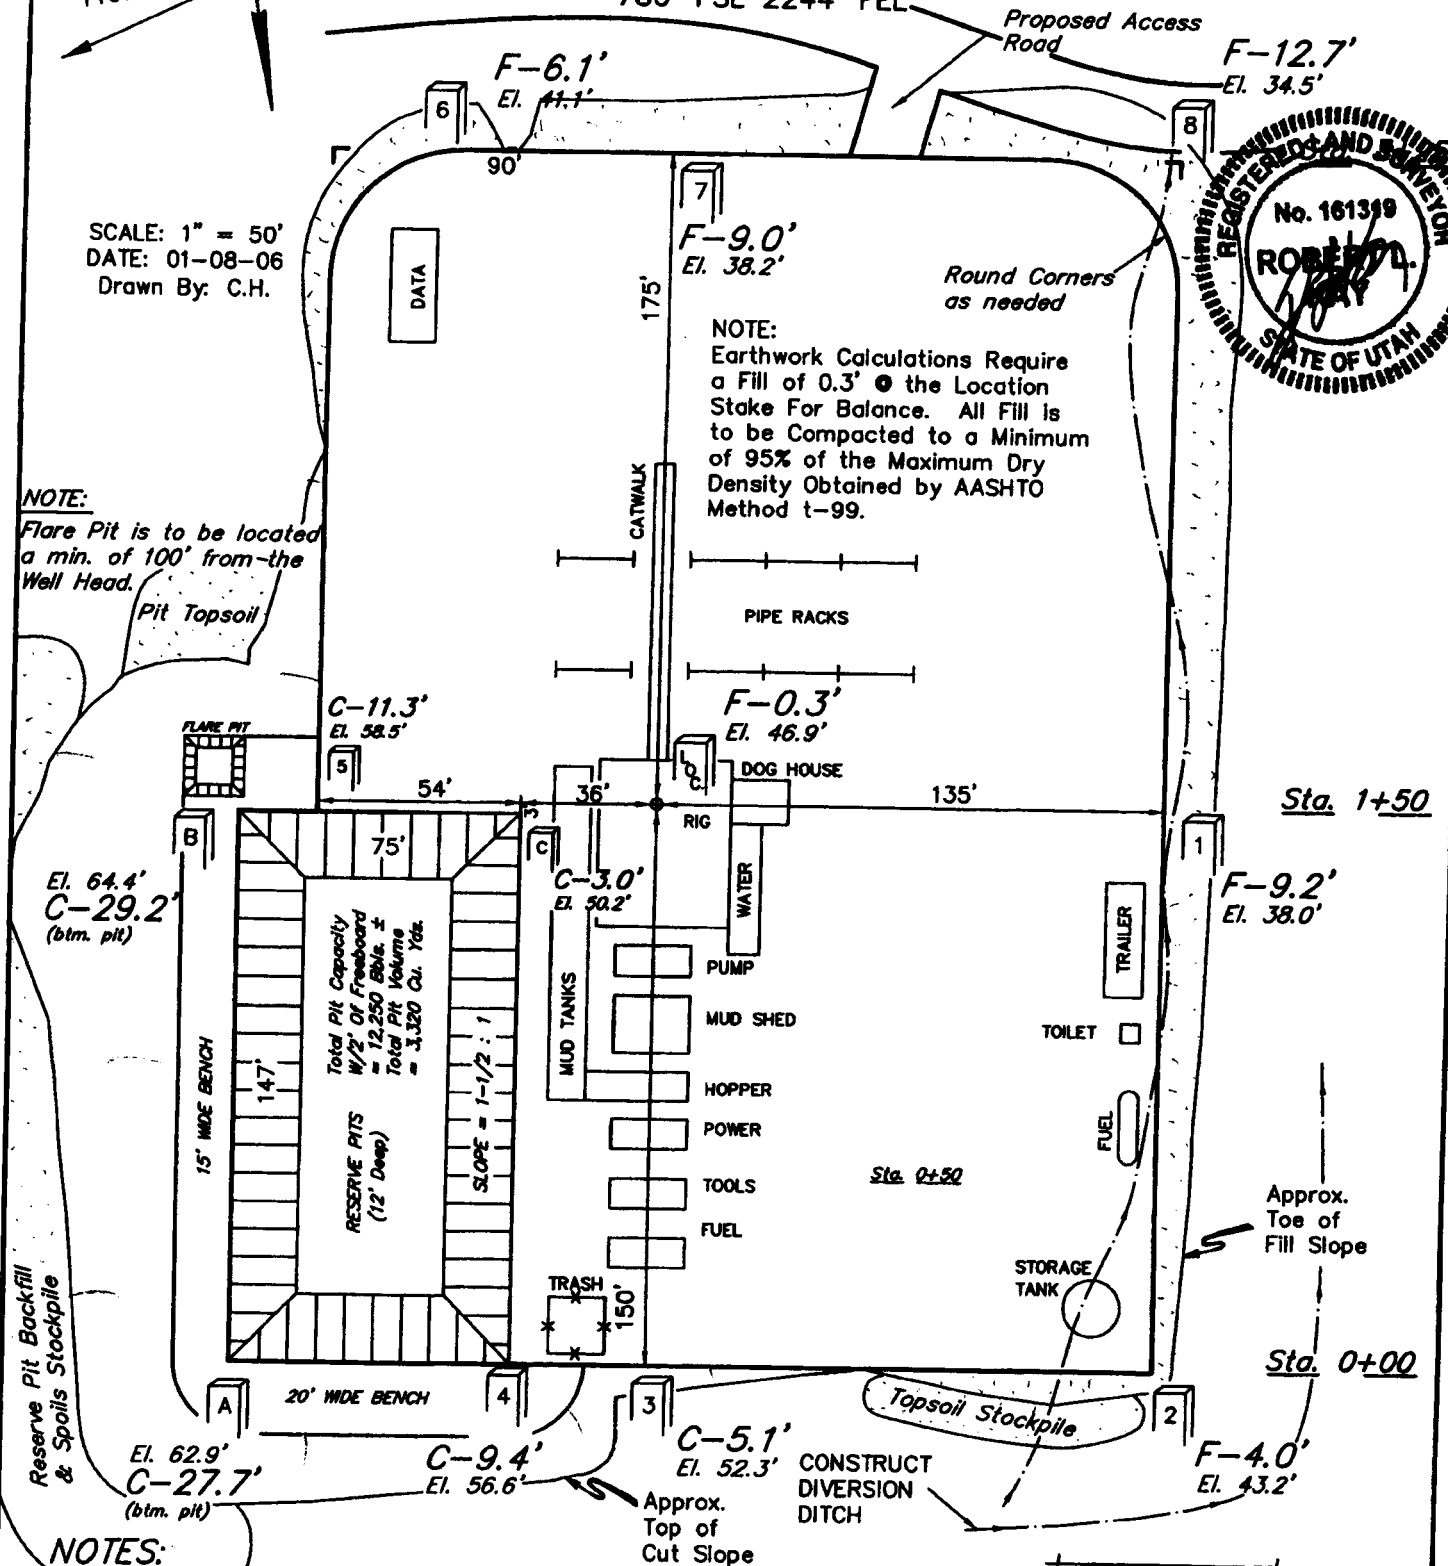 Proposed Access
Road
F-12.7'
El. 34.5'
F-6.1'
El. 41.1'
6
8
90'
7
F-9.0'
El. 38.2'
SCALE: 1" = 50'
DATE: 01-08-06
Drawn By: C.H.
DATA
175'
Round Corners
as needed
REGISTERED LAND SURVEYOR
No. 161319
ROBERT L.
STATE OF UTAH
NOTE:
Earthwork Calculations Require
a Fill of 0.3' @ the Location
Stake For Balance. All Fill is
to be Compacted to a Minimum
of 95% of the Maximum Dry
Density Obtained by AASHTO
Method t-99.
CATWALK
NOTE:
Flare Pit is to be located
a min. of 100' from the
Well Head.
Pit Topsoil
PIPE RACKS
C-11.3'
El. 58.5'
F-0.3'
El. 46.9'
FLARE PIT
5
LOC.
DOG HOUSE
54'
36'
135'
Sta. 1+50
3'
RIG
B
75'
C
1
El. 64.4'
C-29.2'
(btm. pit)
C-3.0'
El. 50.2'
WATER
F-9.2'
El. 38.0'
TRAILER
Total Pit Capacity
W/2' Of Freeboard
= 12,250 Bbls. ±
Total Pit Volume
= 3,320 Cu. Yds.
PUMP
MUD TANKS
MUD SHED
TOILET
15' WIDE BENCH
147'
RESERVE PITS
(12' Deep)
SLOPE = 1-1/2 : 1
HOPPER
POWER
FUEL
Sta. 0+50
TOOLS
FUEL
Approx.
Toe of
Fill Slope
STORAGE
TANK
TRASH
150'
Reserve Pit Backfill
& Spoils Stockpile
Sta. 0+00
A
20' WIDE BENCH
4
3
Topsoil Stockpile
2
El. 62.9'
C-27.7'
(btm. pit)
C-9.4'
El. 56.6'
C-5.1'
El. 52.3'
CONSTRUCT
DIVERSION
DITCH
F-4.0'
El. 43.2'
Approx.
Top of
Cut Slope
NOTES: